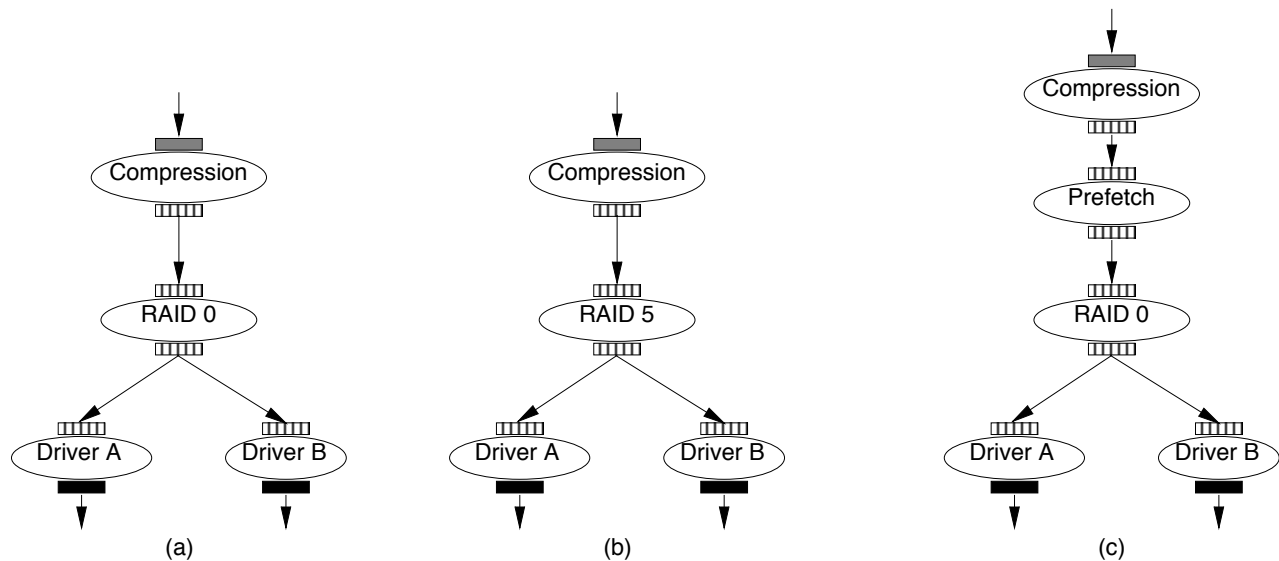 Compression
RAID 0
Driver A
Driver B
(a)
Compression
RAID 5
Driver A
Driver B
(b)
Compression
Prefetch
RAID 0
Driver A
Driver B
(c)